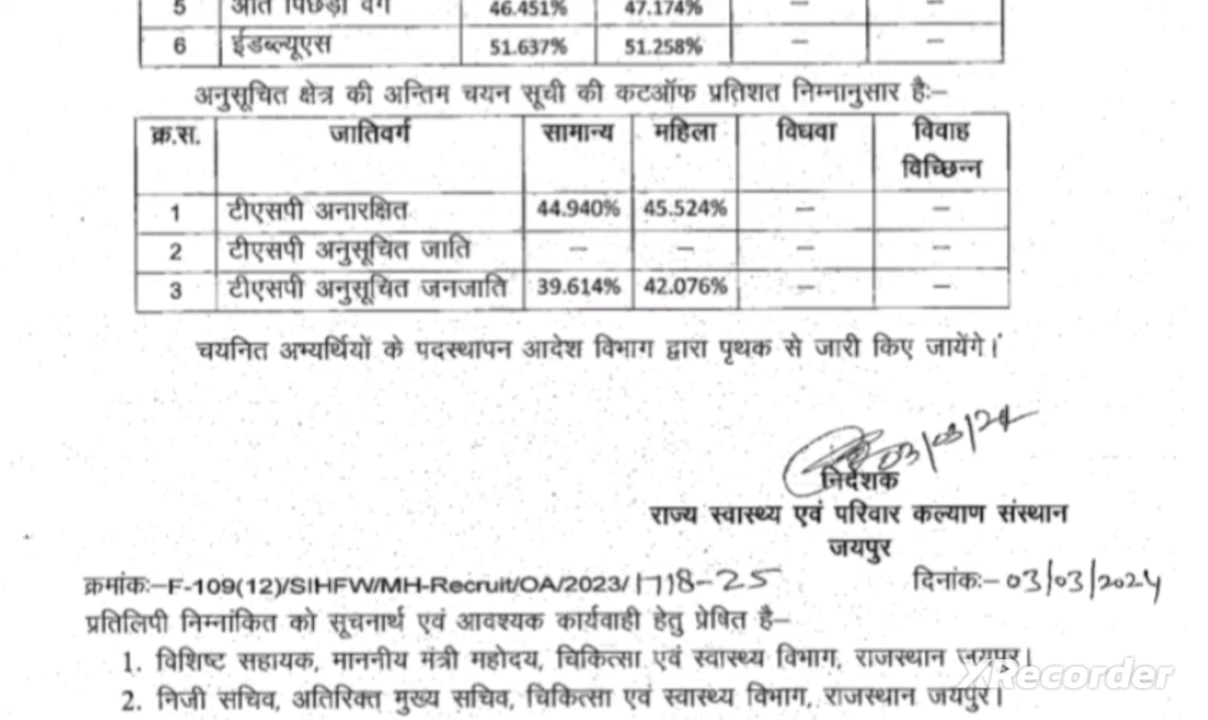 5 अति पिछड़ा वर्ग 46.451% 47.174% — —
6 ईडब्ल्यूएस 51.637% 51.258% — —
अनुसूचित क्षेत्र की अन्तिम चयन सूची की कटऑफ प्रतिशत निम्नानुसार है:–
क्र.स. जातिवर्ग सामान्य महिला विधवा विवाह
विच्छिन्न
1 टीएसपी अनारक्षित 44.940% 45.524% — —
2 टीएसपी अनुसूचित जाति — — — —
3 टीएसपी अनुसूचित जनजाति 39.614% 42.076% — —
चयनित अभ्यर्थियों के पदस्थापन आदेश विभाग द्वारा पृथक से जारी किए जायेंगे।
03/03/24
निदेशक
राज्य स्वास्थ्य एवं परिवार कल्याण संस्थान
जयपुर
क्रमांक:–F-109(12)/SIHFW/MH-Recruit/OA/2023/1718-25 दिनांक:– 03/03/2024
प्रतिलिपी निम्नांकित को सूचनार्थ एवं आवश्यक कार्यवाही हेतु प्रेषित है–
1. विशिष्ट सहायक, माननीय मंत्री महोदय, चिकित्सा एवं स्वास्थ्य विभाग, राजस्थान जयपुर।
XRecorder
2. निजी सचिव, अतिरिक्त मुख्य सचिव, चिकित्सा एवं स्वास्थ्य विभाग, राजस्थान जयपुर।